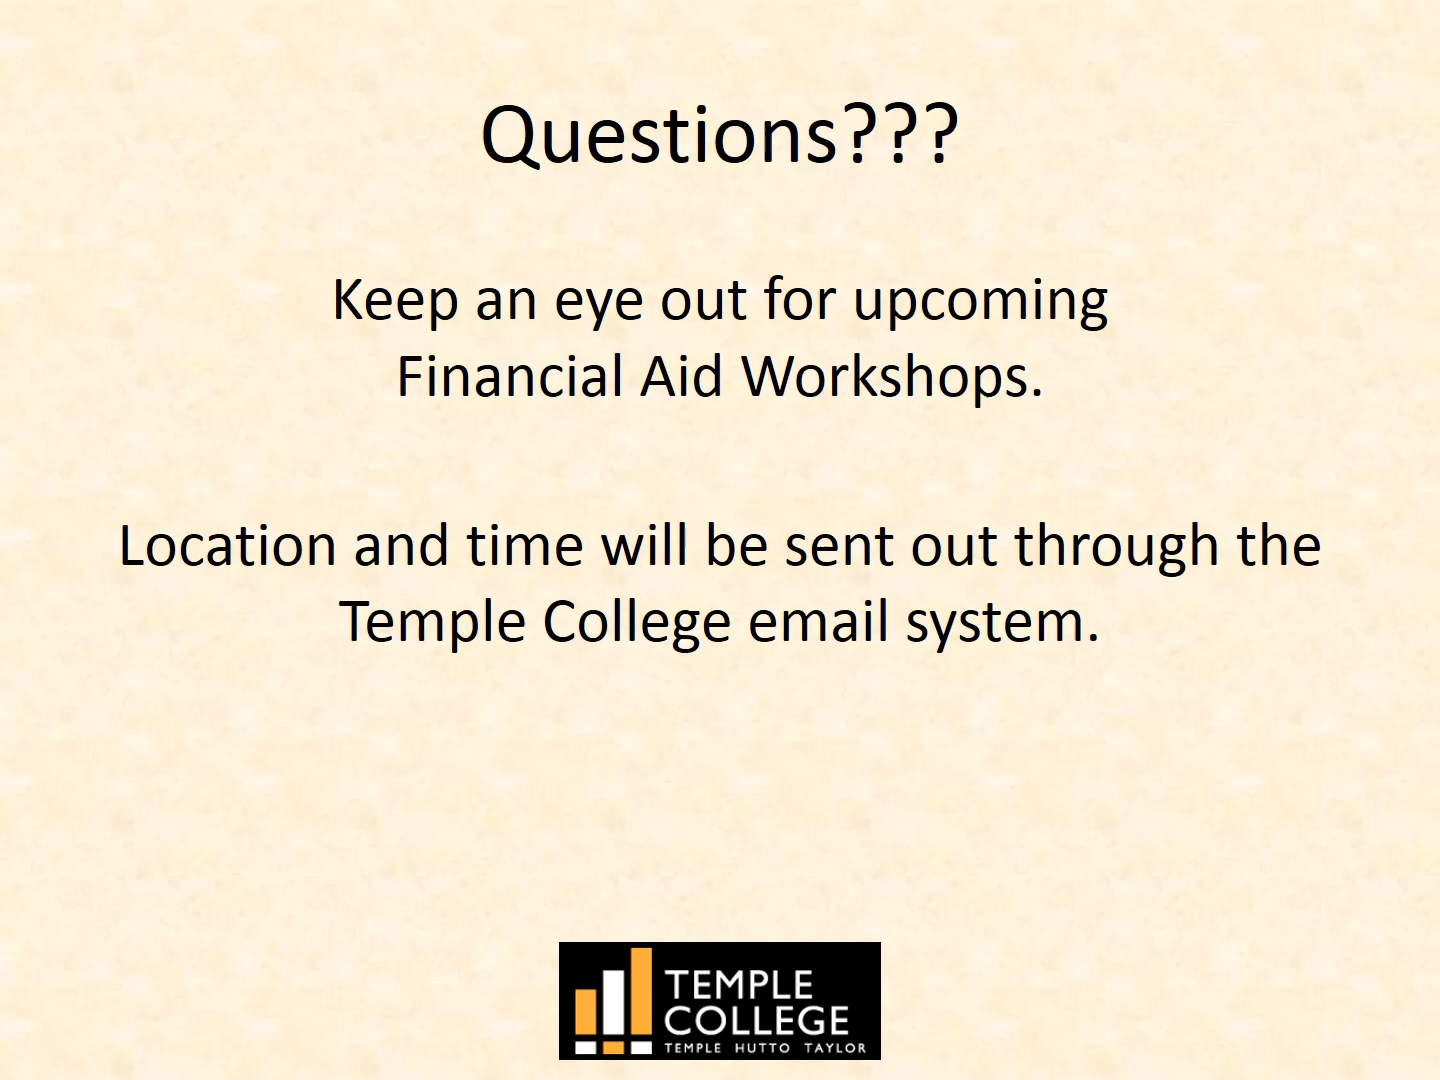 Questions???
Keep an eye out for upcoming
Financial Aid Workshops.
Location and time will be sent out through the
Temple College email system.
TEMPLE
COLLEGE
TEMPLE HUTTO TAYLOR